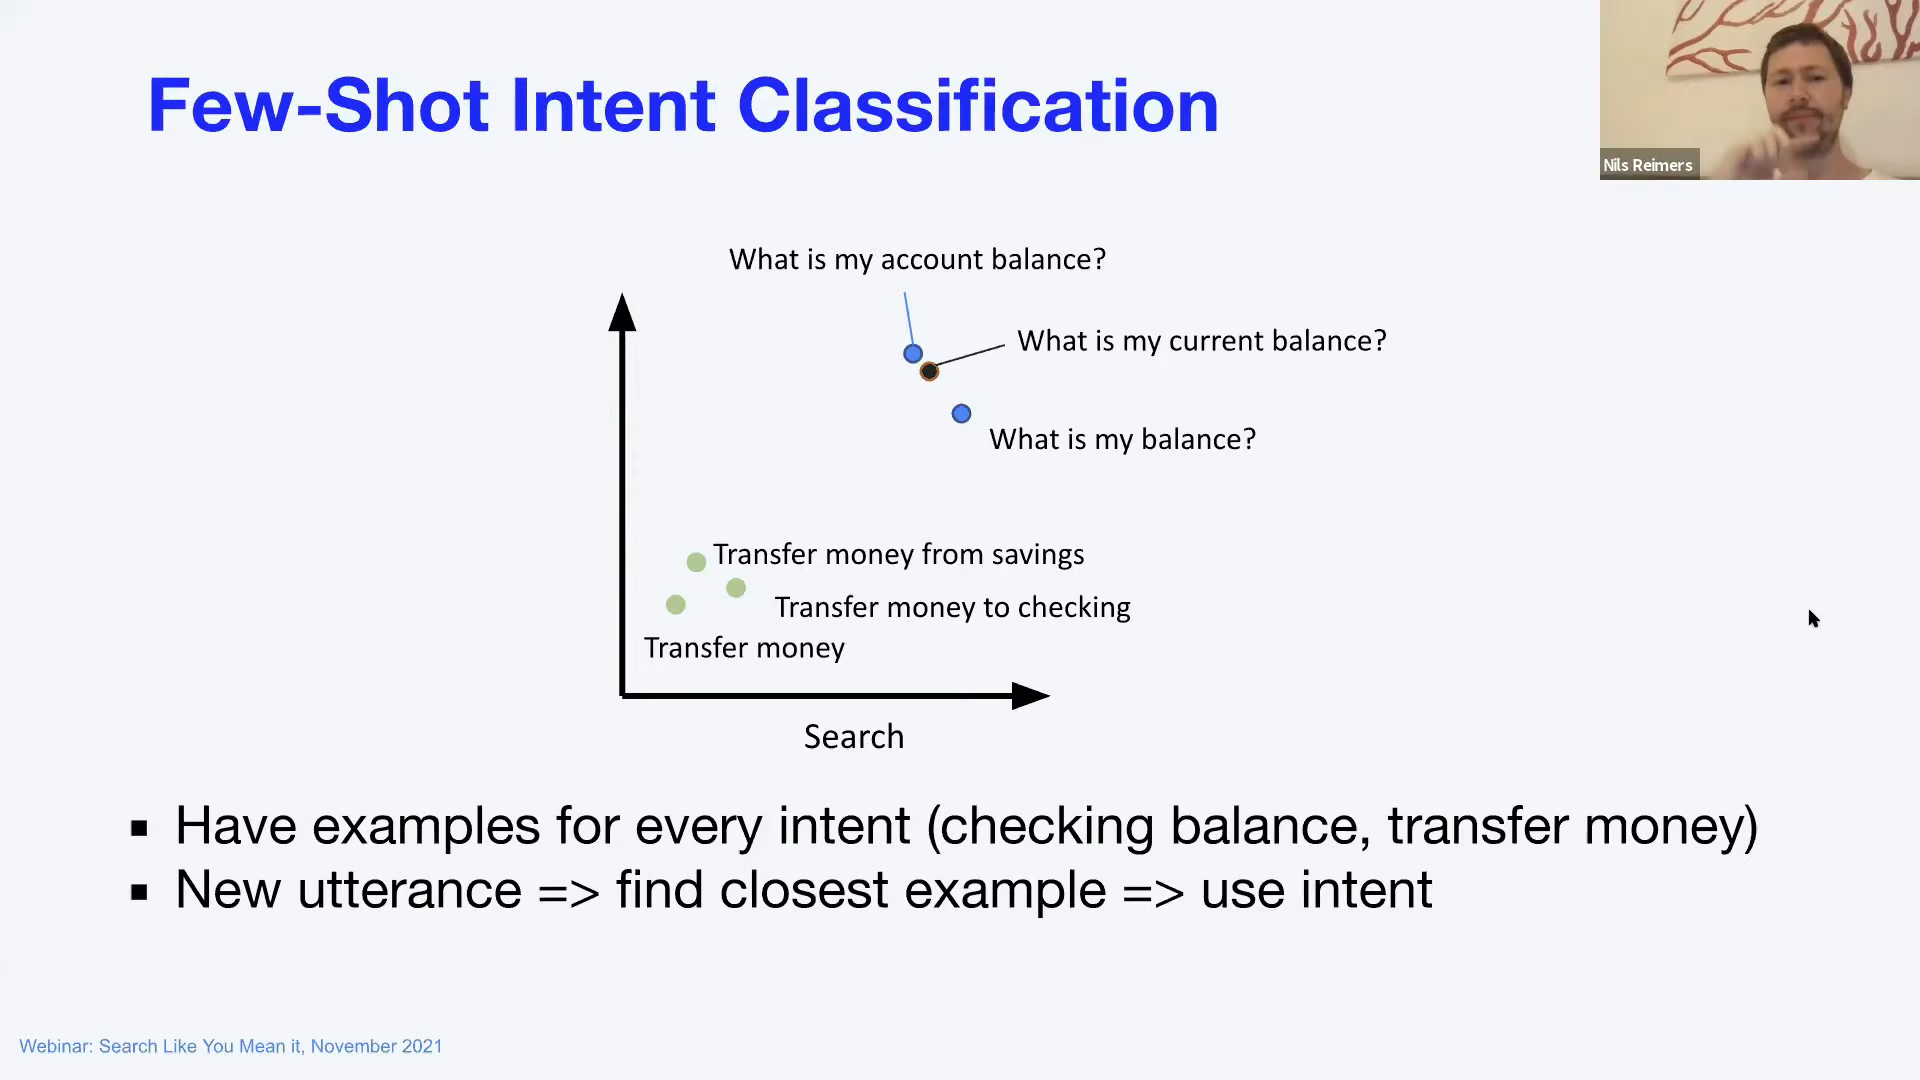 Few-Shot Intent Classification
Nils Reimers
What is my account balance?
What is my current balance?
What is my balance?
Transfer money from savings
Transfer money to checking
Transfer money
Search
▪ Have examples for every intent (checking balance, transfer money)
▪ New utterance => find closest example => use intent
Webinar: Search Like You Mean it, November 2021